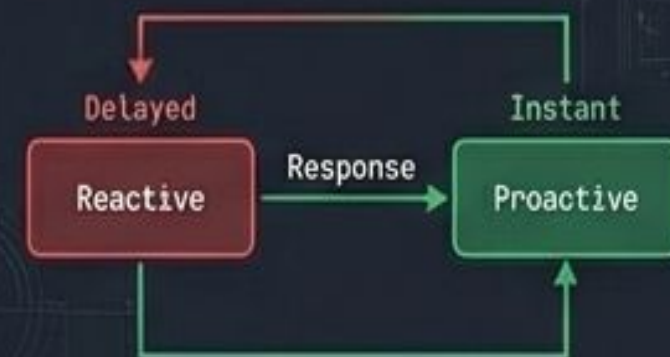 Delayed
Instant
Reactive
Response
Proactive